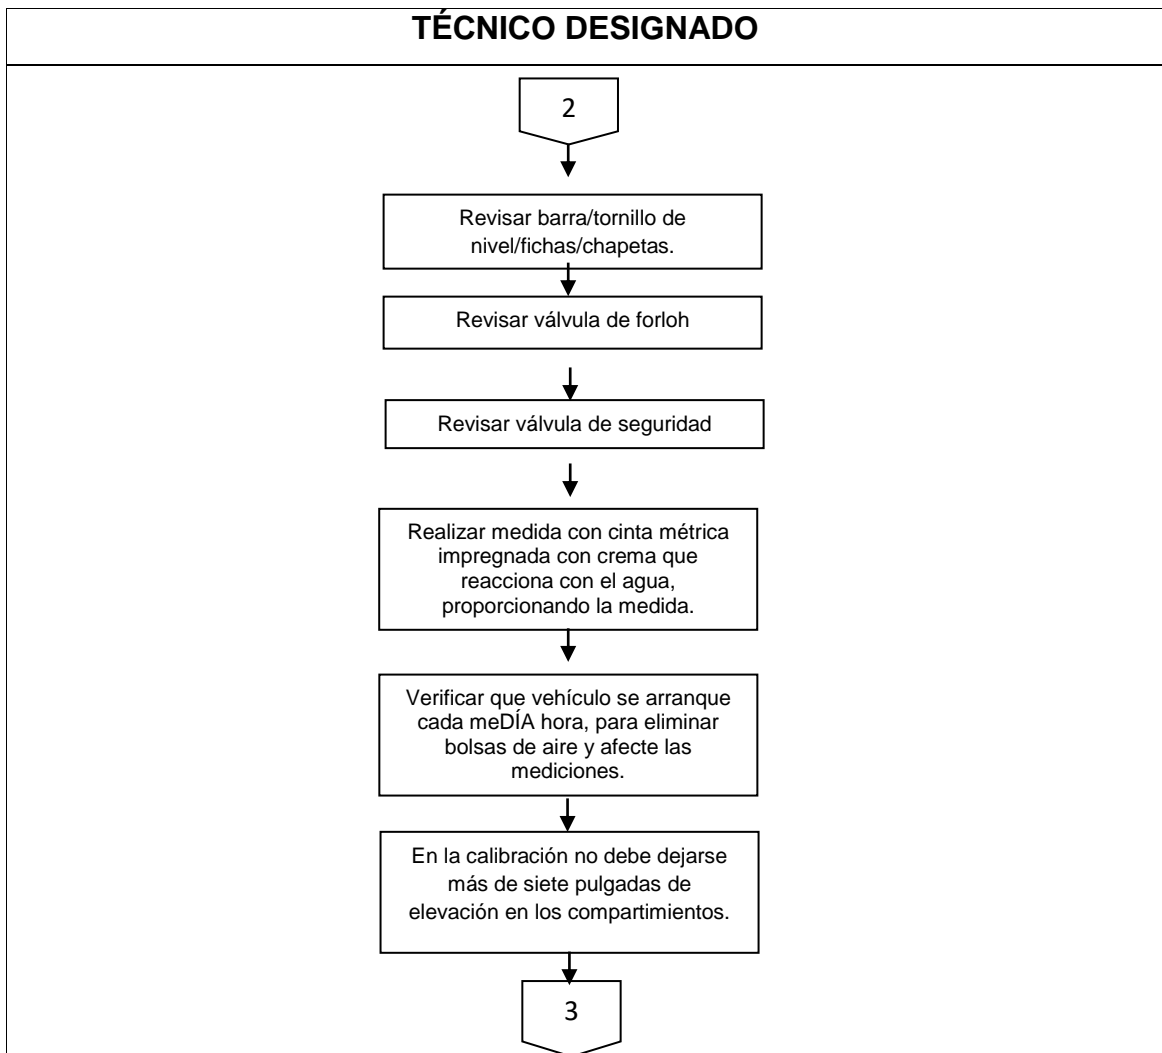 TÉCNICO DESIGNADO
2
Revisar barra/tornillo de
nivel/fichas/chapetas.
Revisar válvula de forloh
Revisar válvula de seguridad
Realizar medida con cinta métrica
impregnada con crema que
reacciona con el agua,
proporcionando la medida.
Verificar que vehículo se arranque
cada meDÍA hora, para eliminar
bolsas de aire y afecte las
mediciones.
En la calibración no debe dejarse
más de siete pulgadas de
elevación en los compartimientos.
3